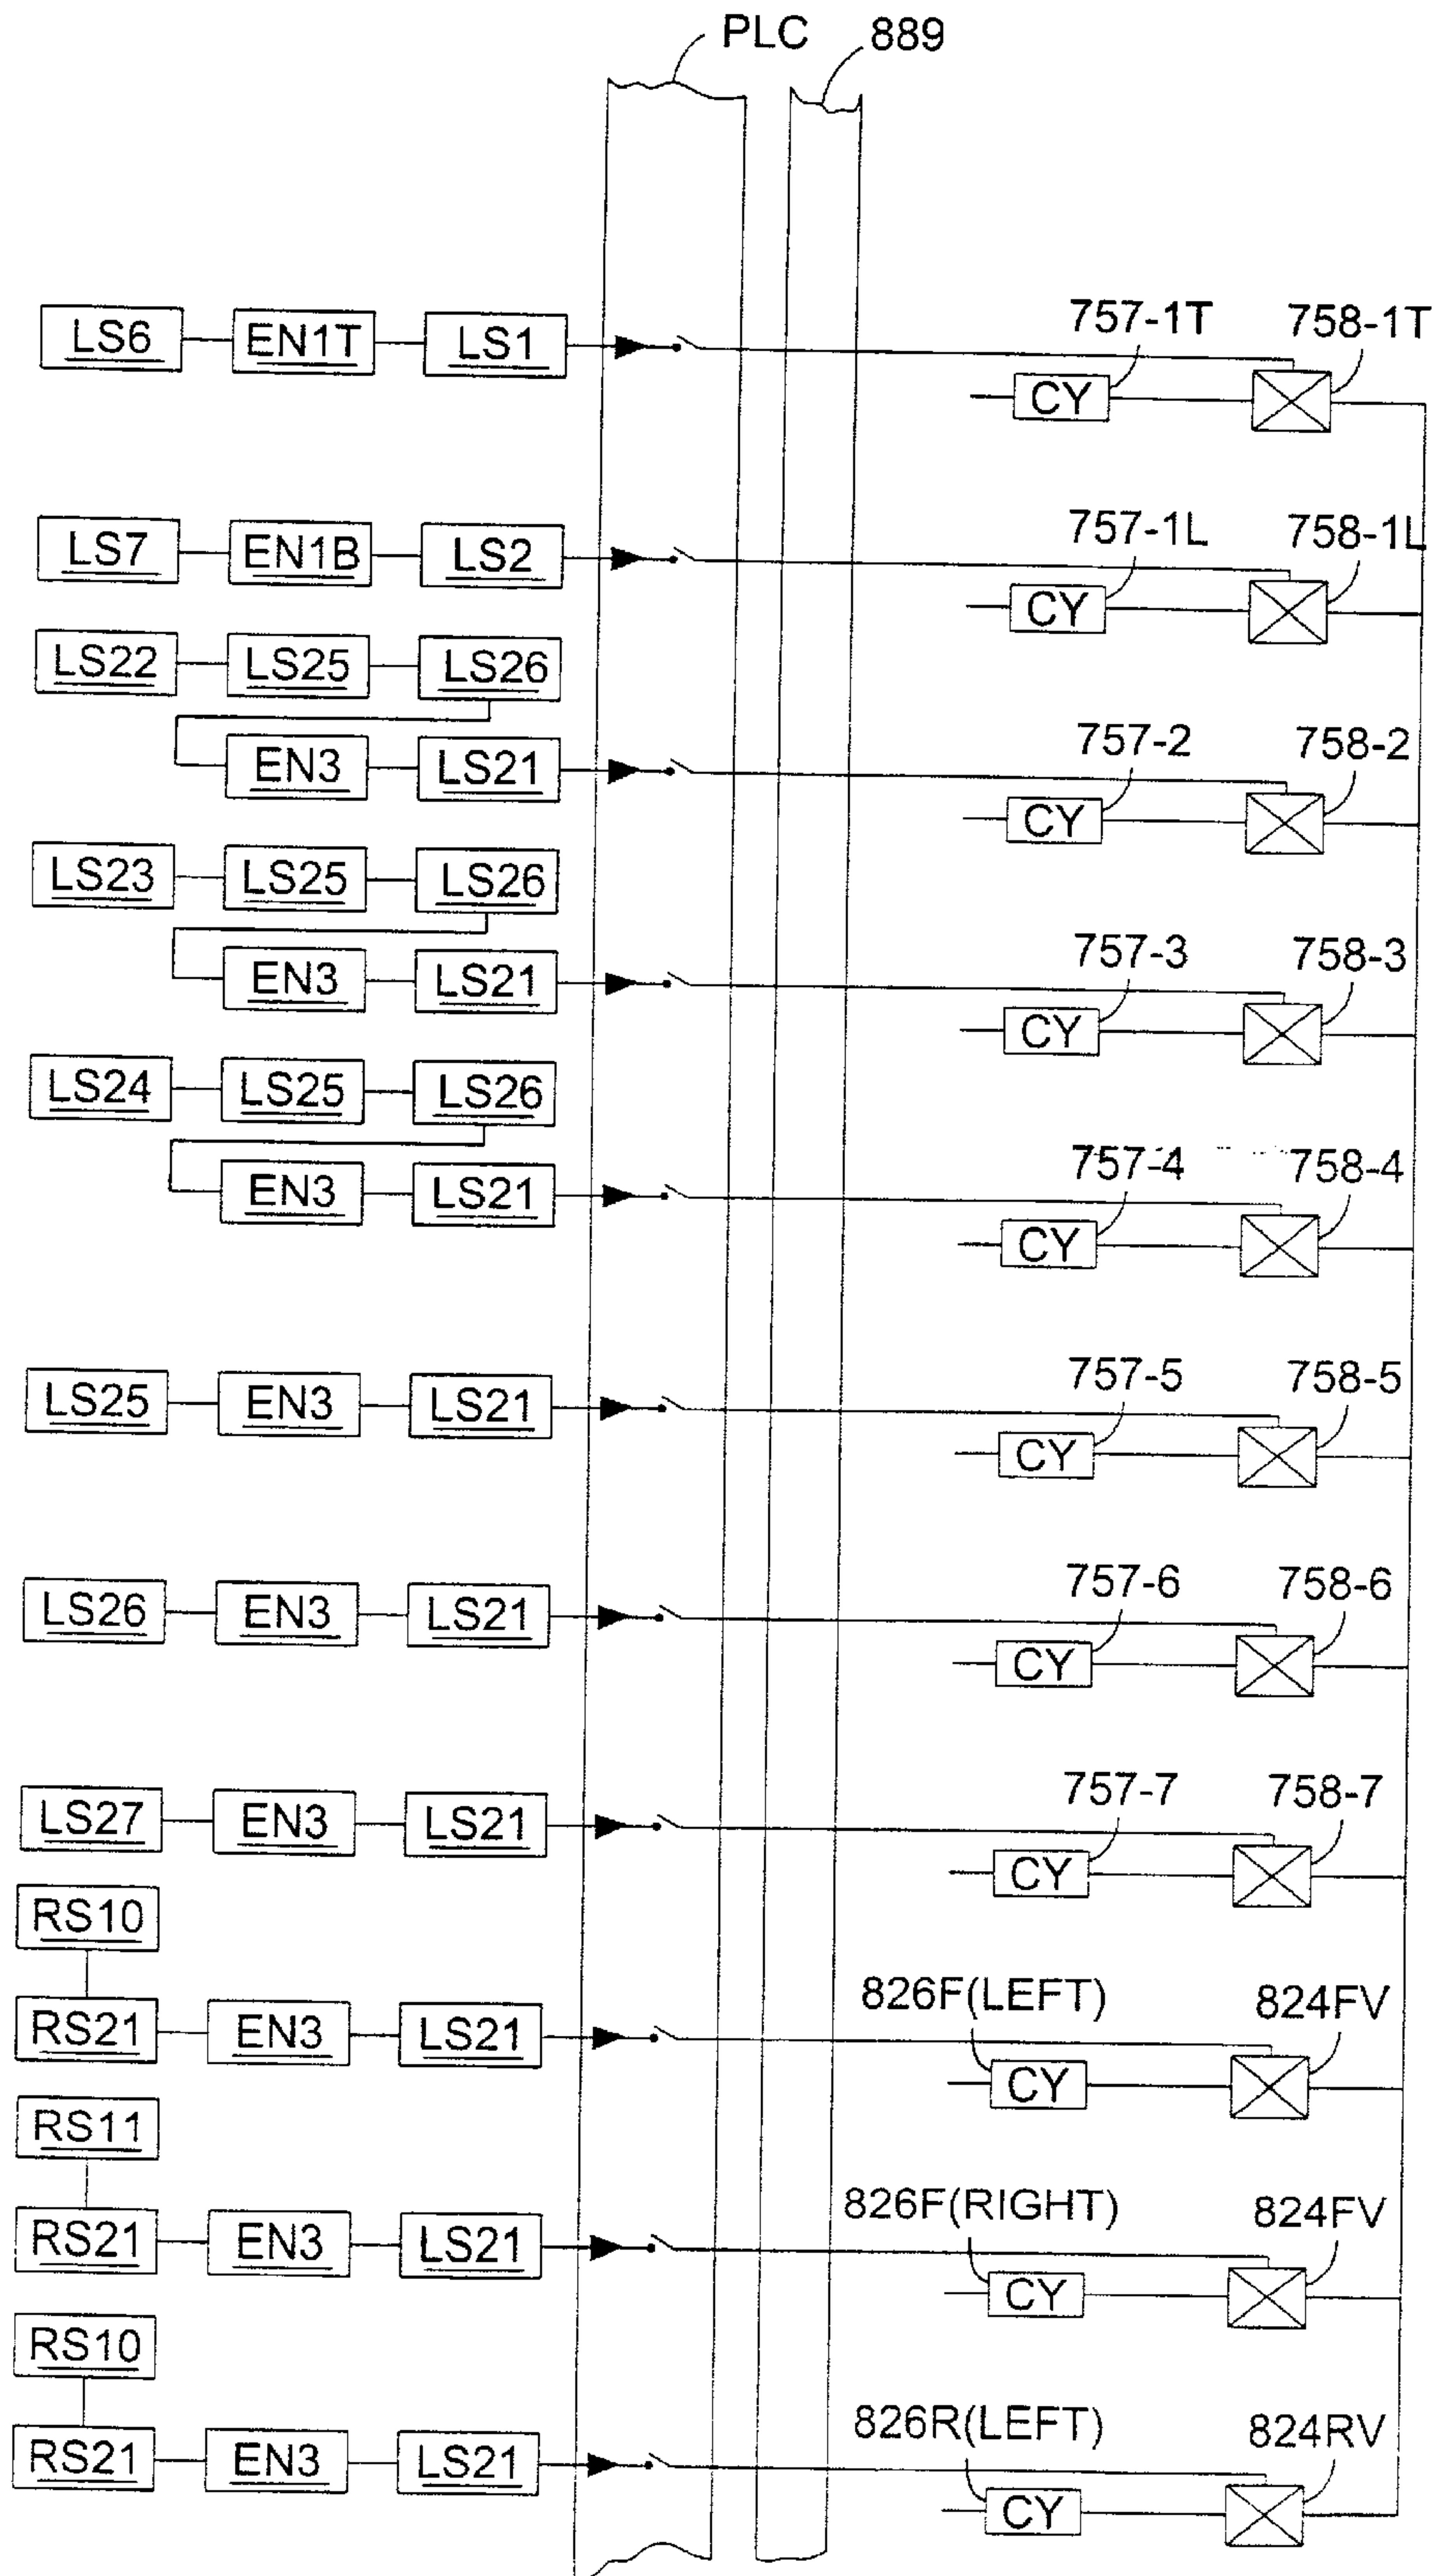 PLC 889
757-1T 758-1T
LS6 EN1T LS1
CY
757-1L 758-1L
LS7 EN1B LS2
CY
LS22 LS25 LS26
757-2 758-2
EN3 LS21
CY
LS23 LS25 LS26
757-3 758-3
EN3 LS21
CY
LS24 LS25 LS26
757-4 758-4
EN3 LS21
CY
757-5 758-5
LS25 EN3 LS21
CY
757-6 758-6
LS26 EN3 LS21
CY
757-7 758-7
LS27 EN3 LS21
CY
RS10
826F(LEFT) 824FV
RS21 EN3 LS21
CY
RS11
826F(RIGHT) 824FV
RS21 EN3 LS21
CY
RS10
826R(LEFT) 824RV
RS21 EN3 LS21
CY